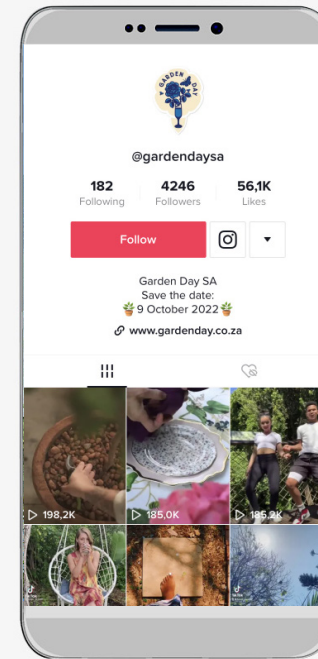 A GARDEN DAY
@gardendaysa
182 4246 56,1K
Following Followers Likes
Follow
Garden Day SA
Save the date:
🪴9 October 2022🪴
www.gardenday.co.za
198,2K 185,0K 185,2K